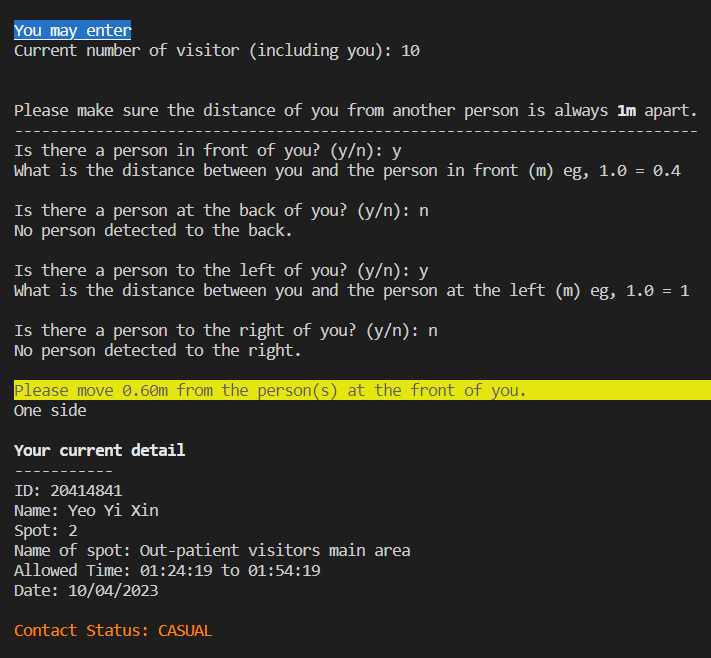 You may enter
Current number of visitor (including you): 10
Please make sure the distance of you from another person is always 1m apart.
----------------------------------------------------------------------------
Is there a person in front of you? (y/n): y
What is the distance between you and the person in front (m) eg, 1.0 = 0.4
Is there a person at the back of you? (y/n): n
No person detected to the back.
Is there a person to the left of you? (y/n): y
What is the distance between you and the person at the left (m) eg, 1.0 = 1
Is there a person to the right of you? (y/n): n
No person detected to the right.
Please move 0.60m from the person(s) at the front of you.
One side
Your current detail
-----------
ID: 20414841
Name: Yeo Yi Xin
Spot: 2
Name of spot: Out-patient visitors main area
Allowed Time: 01:24:19 to 01:54:19
Date: 10/04/2023
Contact Status: CASUAL